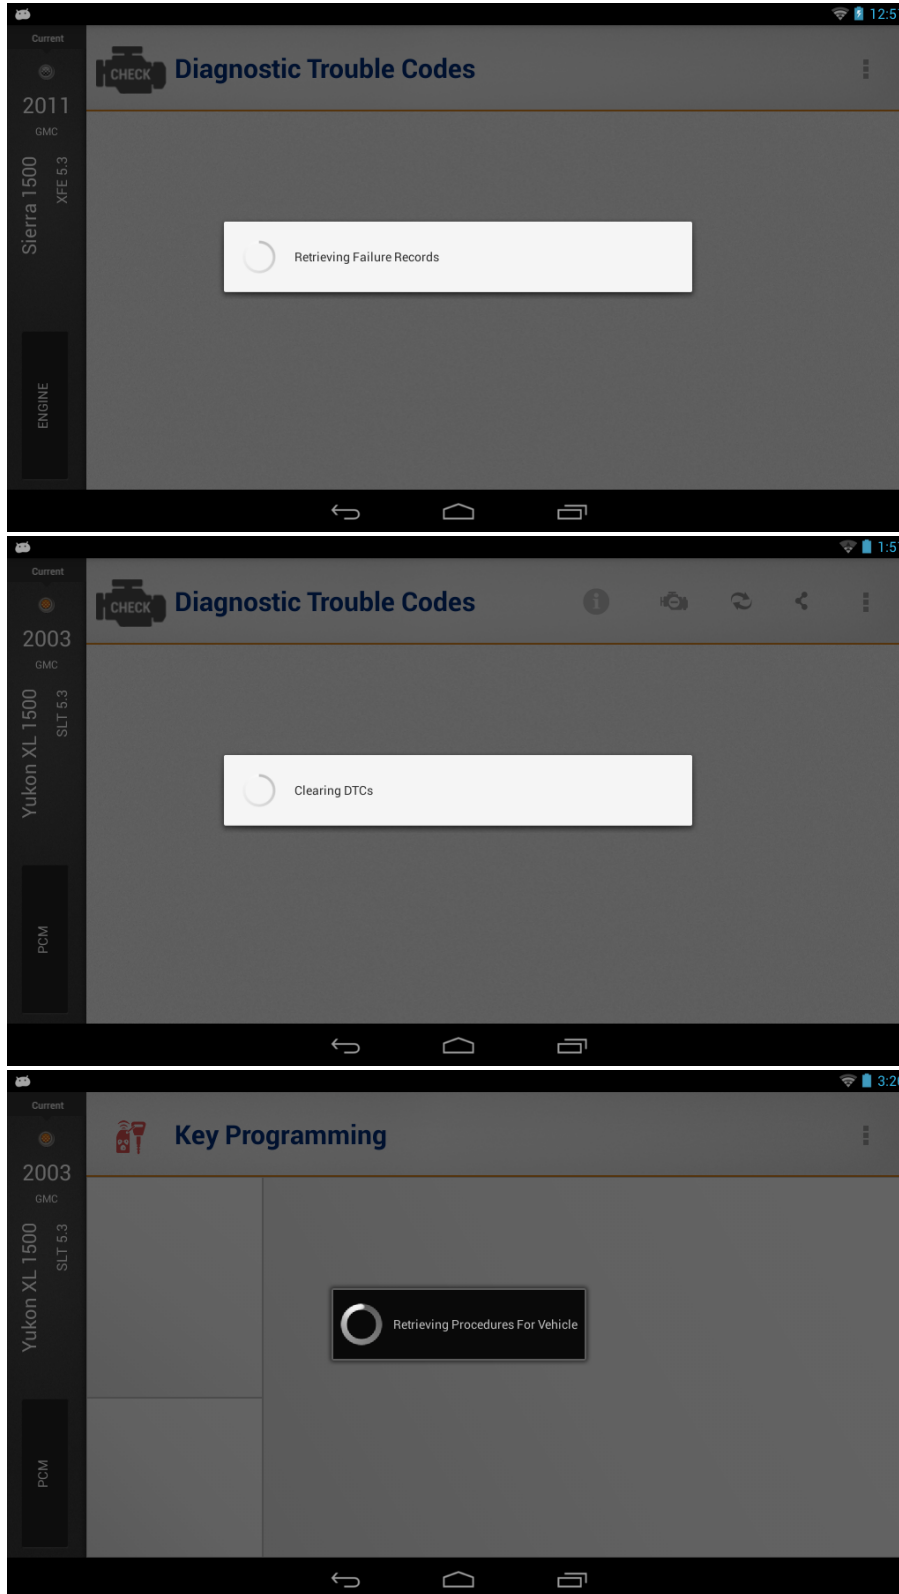 12:5
Current
CHECK
Diagnostic Trouble Codes
2011
GMC
Sierra 1500
XFE 5.3
Retrieving Failure Records
ENGINE
1:5
Current
CHECK
Diagnostic Trouble Codes
2003
GMC
Yukon XL 1500
SLT 5.3
Clearing DTCs
PCM
3:2
Current
Key Programming
2003
GMC
Yukon XL 1500
SLT 5.3
Retrieving Procedures For Vehicle
PCM